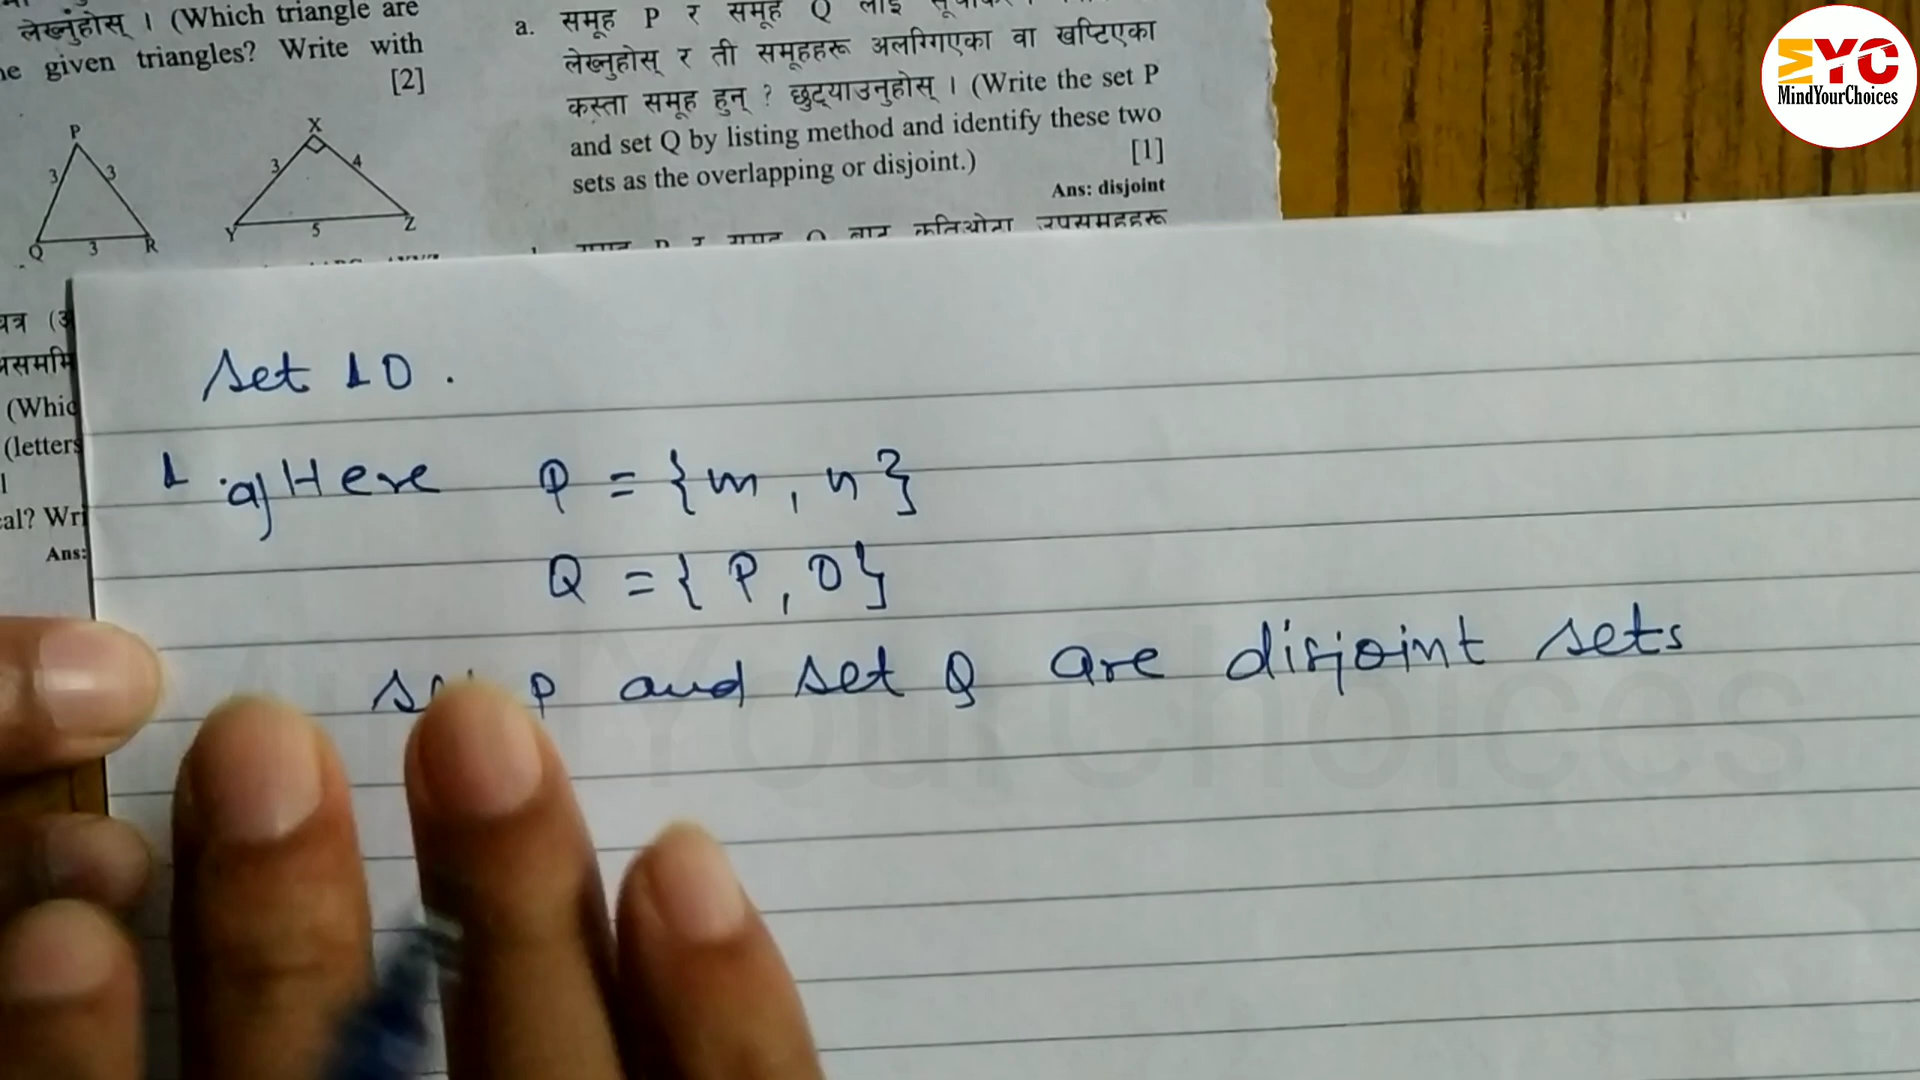 लेख्नुहोस् । (Which triangle are
given triangles? Write with
[2]
P
3 3
Q 3 R
X
3 4
Y 5 Z
a. समूह P र समूह Q लाई
लेख्नुहोस् र ती समूहहरू अलग्गिएका वा खप्टिएका
कस्ता समूह हुन् ? छुट्याउनुहोस् । (Write the set P
and set Q by listing method and identify these two
sets as the overlapping or disjoint.) [1]
Ans: disjoint
(letters
Ans:
MYC
MindYourChoices
Set 10.
1. a) Here P = {m, n}
Q = {P, O}
P and set Q are disjoint sets
MindYourChoices